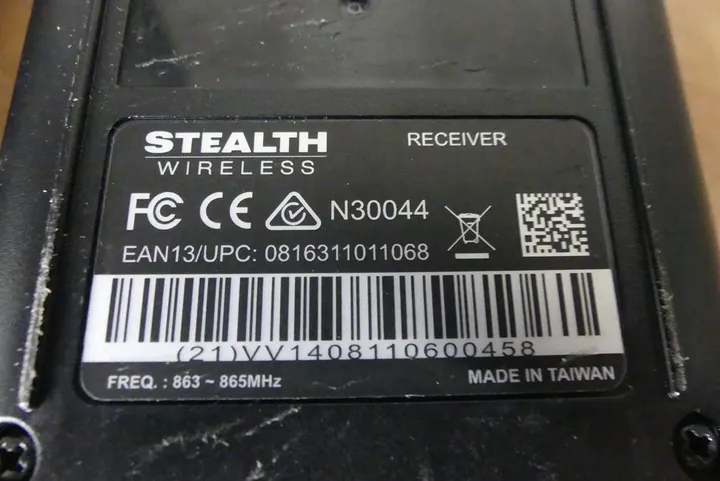 STEALTH
WIRELESS
RECEIVER
FC CE N30044
EAN13/UPC: 0816311011068
(21)VV1408110600458
FREQ. : 863 ~ 865MHz
MADE IN TAIWAN